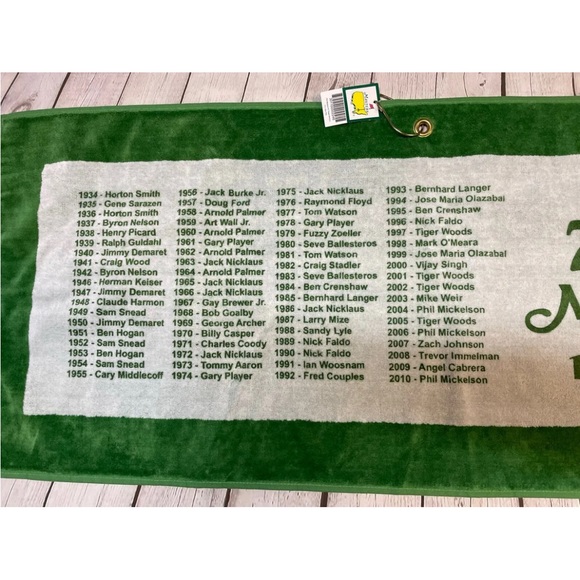 MASTERS
1934 - Horton Smith
1935 - Gene Sarazen
1936 - Horton Smith
1937 - Byron Nelson
1938 - Henry Picard
1939 - Ralph Guldahl
1940 - Jimmy Demaret
1941 - Craig Wood
1942 - Byron Nelson
1946 - Herman Keiser
1947 - Jimmy Demaret
1948 - Claude Harmon
1949 - Sam Snead
1950 - Jimmy Demaret
1951 - Ben Hogan
1952 - Sam Snead
1953 - Ben Hogan
1954 - Sam Snead
1955 - Cary Middlecoff
1956 - Jack Burke Jr.
1957 - Doug Ford
1958 - Arnold Palmer
1959 - Art Wall Jr.
1960 - Arnold Palmer
1961 - Gary Player
1962 - Arnold Palmer
1963 - Jack Nicklaus
1964 - Arnold Palmer
1965 - Jack Nicklaus
1966 - Jack Nicklaus
1967 - Gay Brewer Jr.
1968 - Bob Goalby
1969 - George Archer
1970 - Billy Casper
1971 - Charles Coody
1972 - Jack Nicklaus
1973 - Tommy Aaron
1974 - Gary Player
1975 - Jack Nicklaus
1976 - Raymond Floyd
1977 - Tom Watson
1978 - Gary Player
1979 - Fuzzy Zoeller
1980 - Seve Ballesteros
1981 - Tom Watson
1982 - Craig Stadler
1983 - Seve Ballesteros
1984 - Ben Crenshaw
1985 - Bernhard Langer
1986 - Jack Nicklaus
1987 - Larry Mize
1988 - Sandy Lyle
1989 - Nick Faldo
1990 - Nick Faldo
1991 - Ian Woosnam
1992 - Fred Couples
1993 - Bernhard Langer
1994 - Jose Maria Olazabal
1995 - Ben Crenshaw
1996 - Nick Faldo
1997 - Tiger Woods
1998 - Mark O'Meara
1999 - Jose Maria Olazabal
2000 - Vijay Singh
2001 - Tiger Woods
2002 - Tiger Woods
2003 - Mike Weir
2004 - Phil Mickelson
2005 - Tiger Woods
2006 - Phil Mickelson
2007 - Zach Johnson
2008 - Trevor Immelman
2009 - Angel Cabrera
2010 - Phil Mickelson